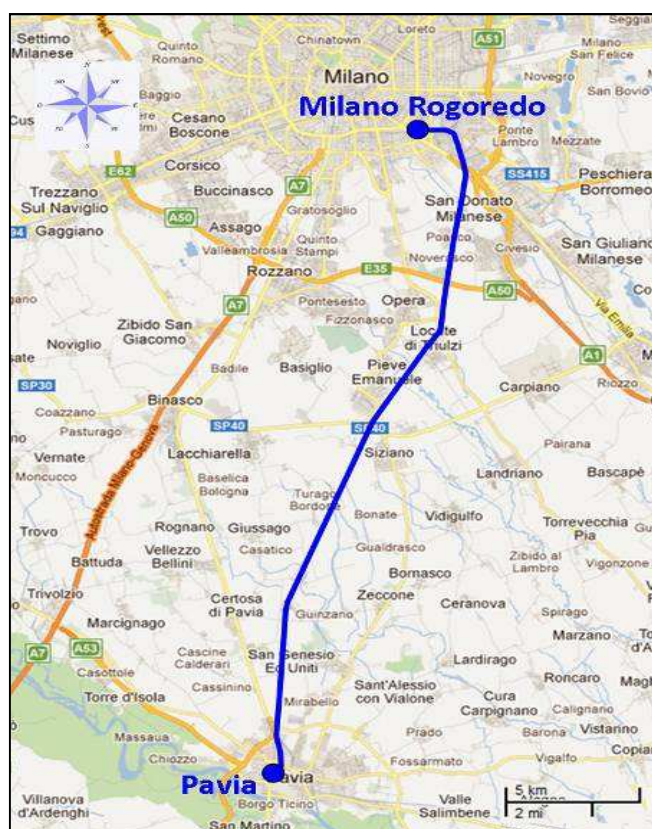 Settimo
Milanese
Quinto
Romano
Chinatown
Loreto
A51
Milano
San Felice
Milano
Novegro
San Bovio
Milano Rogoredo
Baggio
Cesano
Boscone
Ponte
Lambro
Mezzate
Corsico
E62
A7
SS415
Peschiera
Borromeo
Trezzano
Sul Naviglio
Buccinasco
A50
Assago
Gratosoglio
San Donato
Milanese
Gaggiano
Valleambrosia
Quinto
Stampi
Poasco
Noverasco
Civesio
San Giuliano
Milanese
Rozzano
E35
A50
A7
Pontesesto
Opera
Fizzonasco
Via Emilia
Zibido San
Giacomo
Locate
di Triulzi
Noviglio
Badile
Basiglio
Pieve
Emanuele
A1
SP30
Carpiano
Riozzo
Coazzano
Binasco
Pasturago
SP40
SP40
Vernate
Moncucco
Lacchiarella
Siziano
Pairana
Autostrada Milano-Genova
Baselica
Bologna
Landriano
Bascapè
Turago
Bordone
Trovo
Rognano
Giussago
Bonate
Vidigulfo
Torrevecchia
Pia
Battuda
Vellezzo
Bellini
Casatico
Gualdrasco
Zibido al
Lambro
Vigonzone
Bornasco
Trivolzio
Certosa
di Pavia
Zeccone
Ceranova
Spirago
Marcignago
Guinzano
Marzano
A7
A53
Cascine
Calderari
San Genesio
Ed Uniti
Lardirago
Roncaro
Casottole
Cassinino
Sant'Alessio
con Vialone
Cura
Carpignano
Calignano
Torre d'Isola
Mirabello
Vistarino
Massaua
Prado
Chiozzo
Fossarmato
Vigalfo
Pavia
Villanova
d'Ardenghi
Borgo Ticino
San Martino
Valle
Salimbene
5 km
2 mi